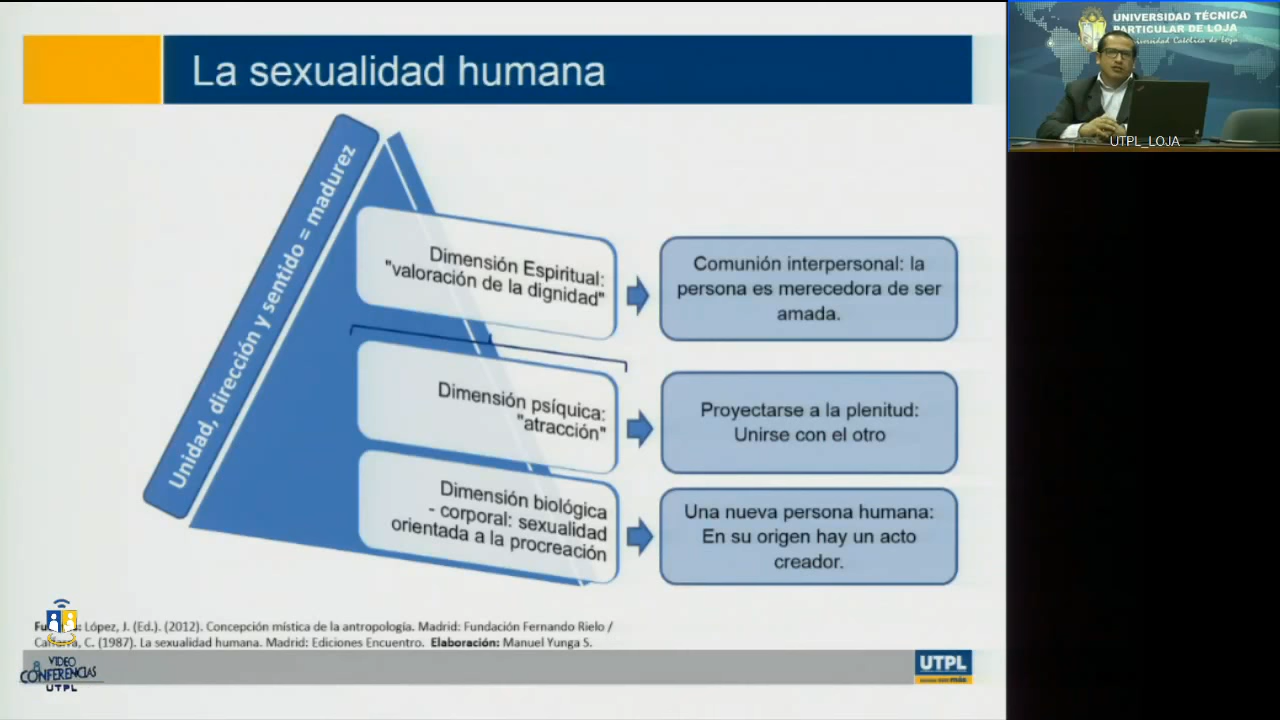 La sexualidad humana
Unidad, dirección y sentido = madurez
Dimensión Espiritual:
"valoración de la dignidad"
Comunión interpersonal: la
persona es merecedora de ser
amada.
Dimensión psíquica:
"atracción"
Proyectarse a la plenitud:
Unirse con el otro
Dimensión biológica
- corporal: sexualidad
orientada a la procreación
Una nueva persona humana:
En su origen hay un acto
creador.
López, J. (Ed.). (2012). Concepción mística de la antropología. Madrid: Fundación Fernando Rielo /
C. (1987). La sexualidad humana. Madrid: Ediciones Encuentro. Elaboración: Manuel Yunga S.
VIDEO
CONFERENCIAS
UTPL
UTPL
UNIVERSIDAD TÉCNICA
PARTICULAR DE LOJA
Universidad Católica de Loja
UTPL_LOJA